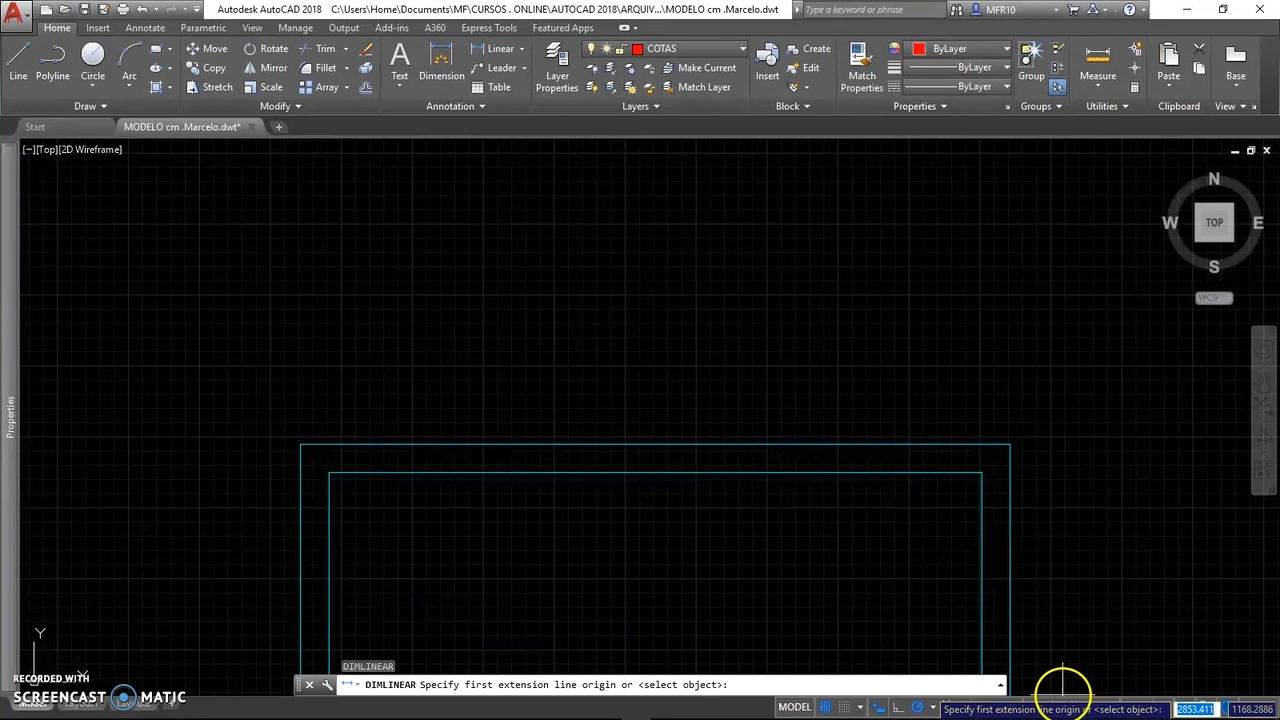 Autodesk AutoCAD 2018 C:\Users\Home\Documents\MF\CURSOS . ONLINE\AUTOCAD 2018\ARQUIV...\MODELO cm .Marcelo.dwt
Type a keyword or phrase
MFR10
Home Insert Annotate Parametric View Manage Output Add-ins A360 Express Tools Featured Apps
Move Rotate Trim Linear COTAS Create ByLayer
Copy Mirror Fillet Leader Make Current Edit ByLayer
Stretch Scale Array Table Match Layer ByLayer
Line Polyline Circle Arc Text Dimension Layer Properties Insert Match Properties Group Measure Paste Base
Draw Modify Annotation Layers Block Properties Groups Utilities Clipboard View
Start MODELO cm .Marcelo.dwt*
[−][Top][2D Wireframe]
N
W TOP E
S
WCS
Properties
Y
X
DIMLINEAR
DIMLINEAR Specify first extension line origin or <select object>:
RECORDED WITH
SCREENCAST MATIC
Model
MODEL
Specify first extension line origin or <select object>: 2853.411 1168.2886